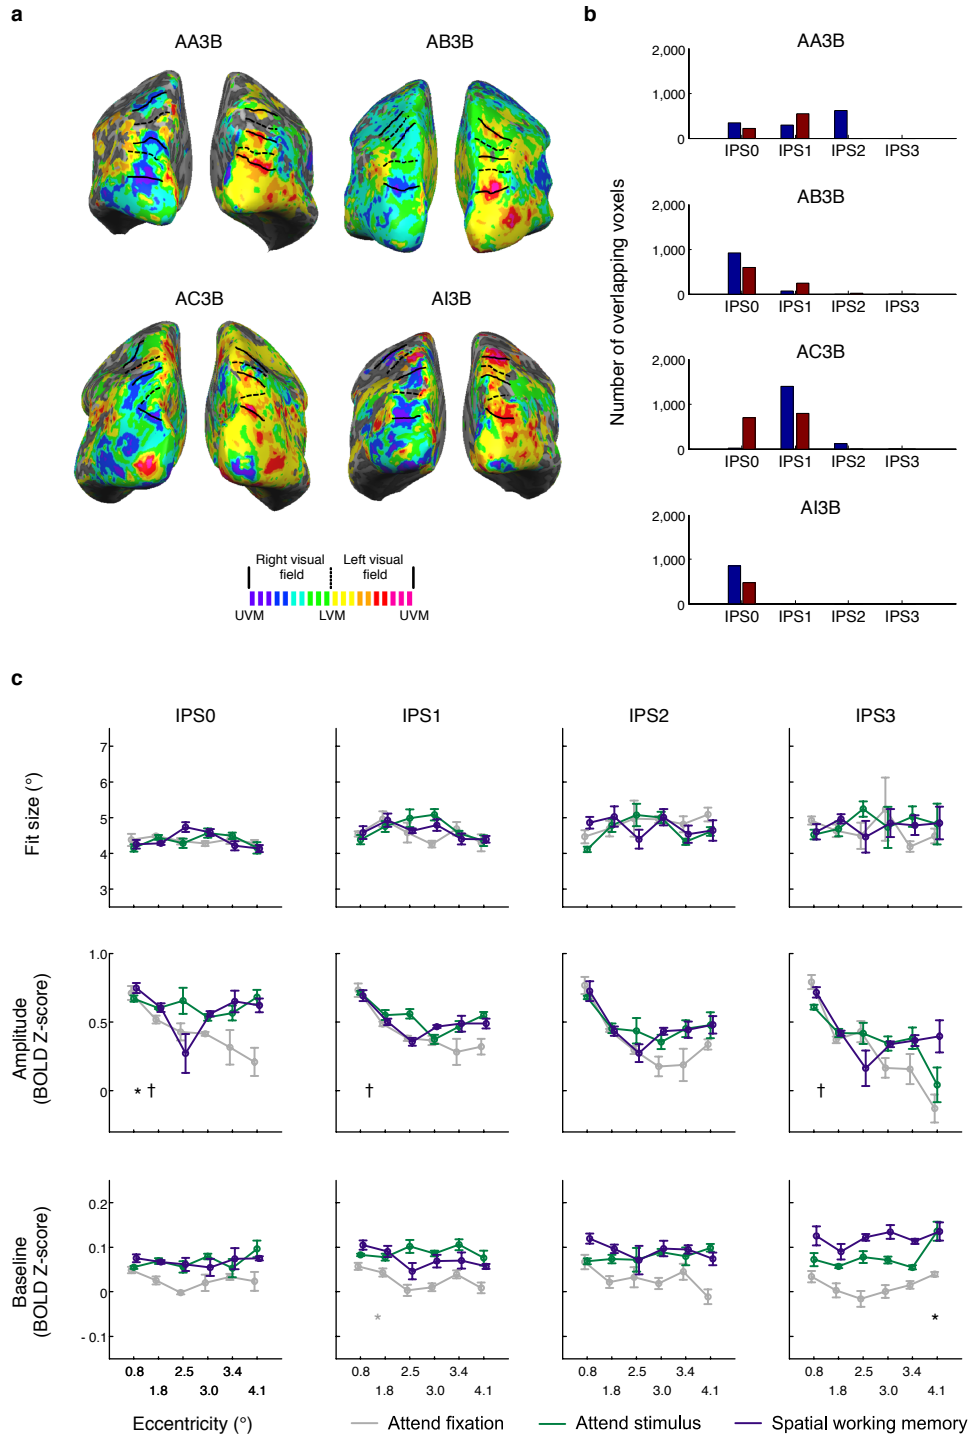 a
AA3B
AB3B
AC3B
AI3B
Right visual field
Left visual field
UVM
LVM
UVM
b
Number of overlapping voxels
AA3B
2,000
1,000
0
IPS0 IPS1 IPS2 IPS3
AB3B
2,000
1,000
0
IPS0 IPS1 IPS2 IPS3
AC3B
2,000
1,000
0
IPS0 IPS1 IPS2 IPS3
AI3B
2,000
1,000
0
IPS0 IPS1 IPS2 IPS3
c
IPS0 IPS1 IPS2 IPS3
Fit size (°)
7
6
5
4
3
Amplitude
(BOLD Z-score)
1.0
0.5
0
* †
†
†
Baseline
(BOLD Z-score)
0.2
0.1
0
- 0.1
*
*
0.8 2.5 3.4 0.8 2.5 3.4 0.8 2.5 3.4 0.8 2.5 3.4
1.8 3.0 4.1 1.8 3.0 4.1 1.8 3.0 4.1 1.8 3.0 4.1
Eccentricity (°)
Attend fixation
Attend stimulus
Spatial working memory